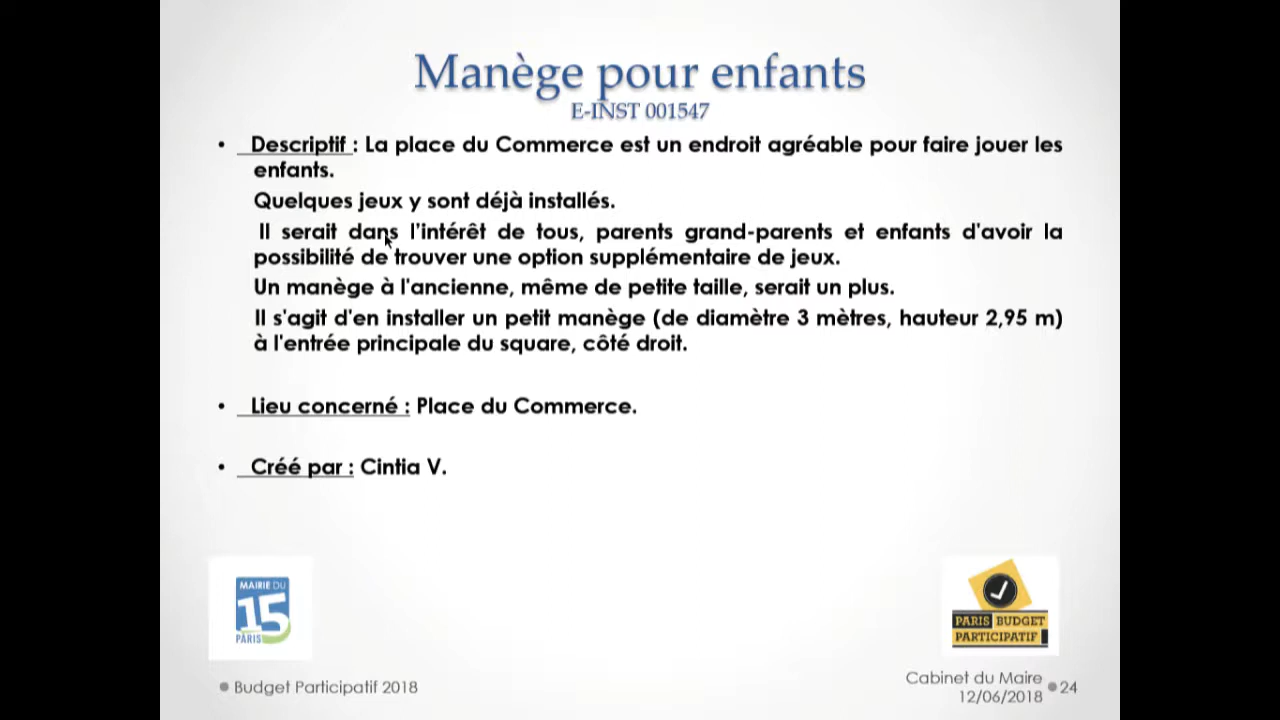 Manège pour enfants
E-INST 001547
• Descriptif : La place du Commerce est un endroit agréable pour faire jouer les
enfants.
Quelques jeux y sont déjà installés.
Il serait dans l'intérêt de tous, parents grand-parents et enfants d'avoir la
possibilité de trouver une option supplémentaire de jeux.
Un manège à l'ancienne, même de petite taille, serait un plus.
Il s'agit d'en installer un petit manège (de diamètre 3 mètres, hauteur 2,95 m)
à l'entrée principale du square, côté droit.
• Lieu concerné : Place du Commerce.
• Créé par : Cintia V.
MAIRIE DU
15
PARIS
PARIS BUDGET
PARTICIPATIF
Budget Participatif 2018
Cabinet du Maire
12/06/2018
24